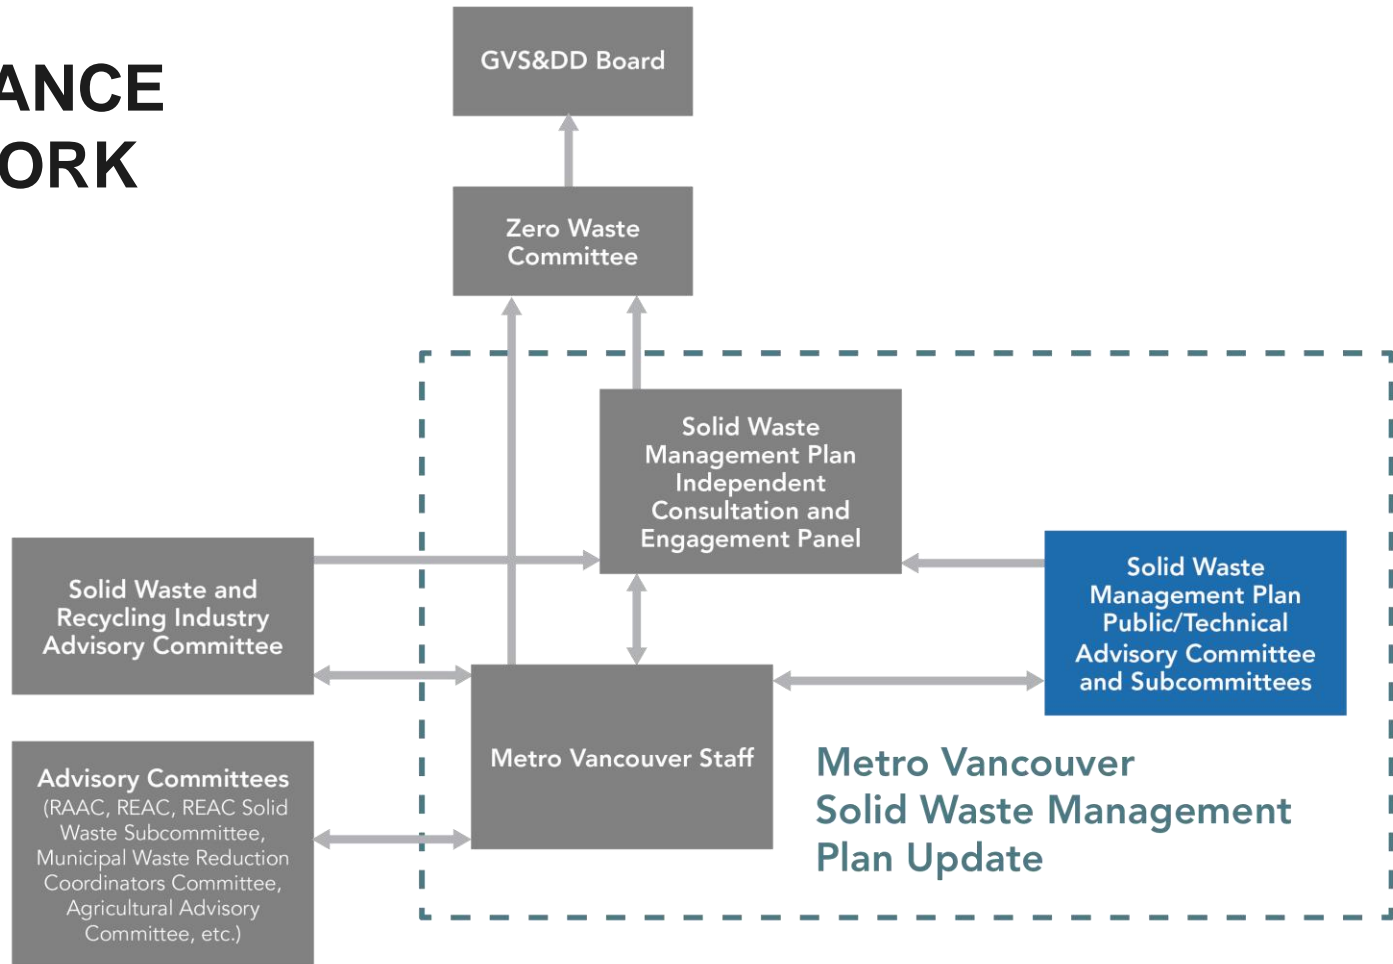 ANCE
ORK
GVS&DD Board
Zero Waste
Committee
Solid Waste
Management Plan
Independent
Consultation and
Engagement Panel
Solid Waste and
Recycling Industry
Advisory Committee
Solid Waste
Management Plan
Public/Technical
Advisory Committee
and Subcommittees
Metro Vancouver Staff
Advisory Committees
(RAAC, REAC, REAC Solid
Waste Subcommittee,
Municipal Waste Reduction
Coordinators Committee,
Agricultural Advisory
Committee, etc.)
Metro Vancouver
Solid Waste Management
Plan Update